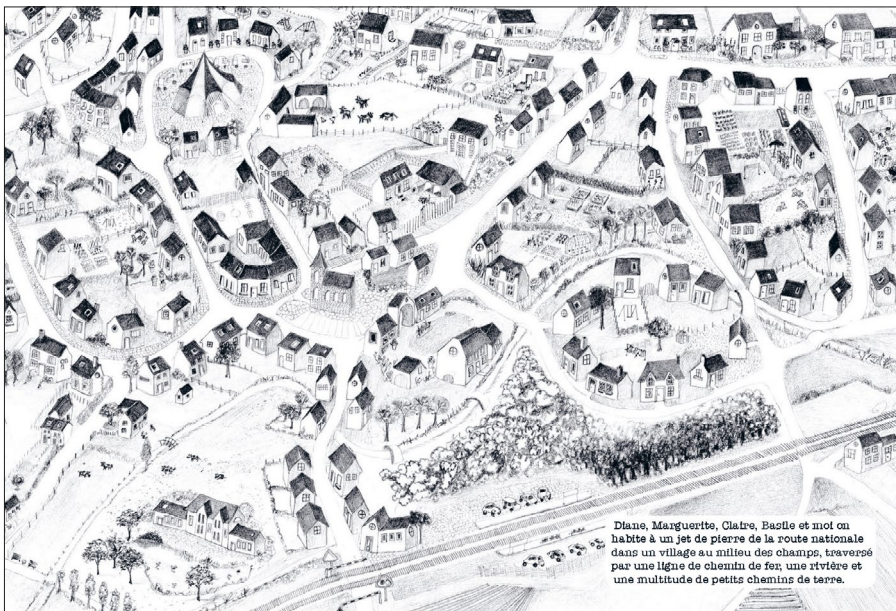 Diane, Marguerite, Claire, Basile et moi on
habite à un jet de pierre de la route nationale
dans un village au milieu des champs, traversé
par une ligne de chemin de fer, une rivière et
une multitude de petits chemins de terre.